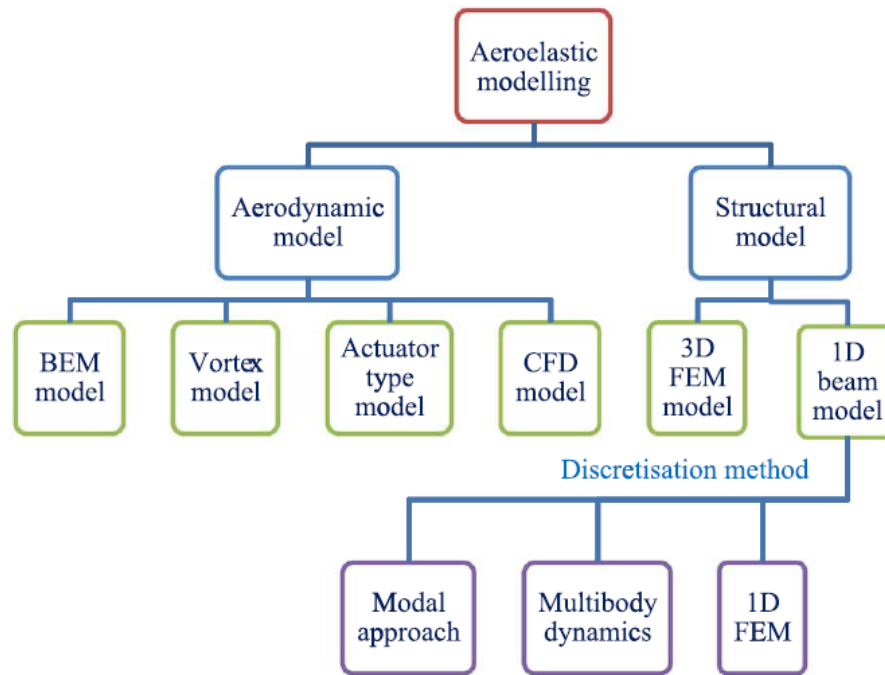 Aeroelastic
modelling
Aerodynamic
model
Structural
model
BEM
model
Vortex
model
Actuator
type
model
CFD
model
3D
FEM
model
1D
beam
model
Discretisation method
Modal
approach
Multibody
dynamics
1D
FEM